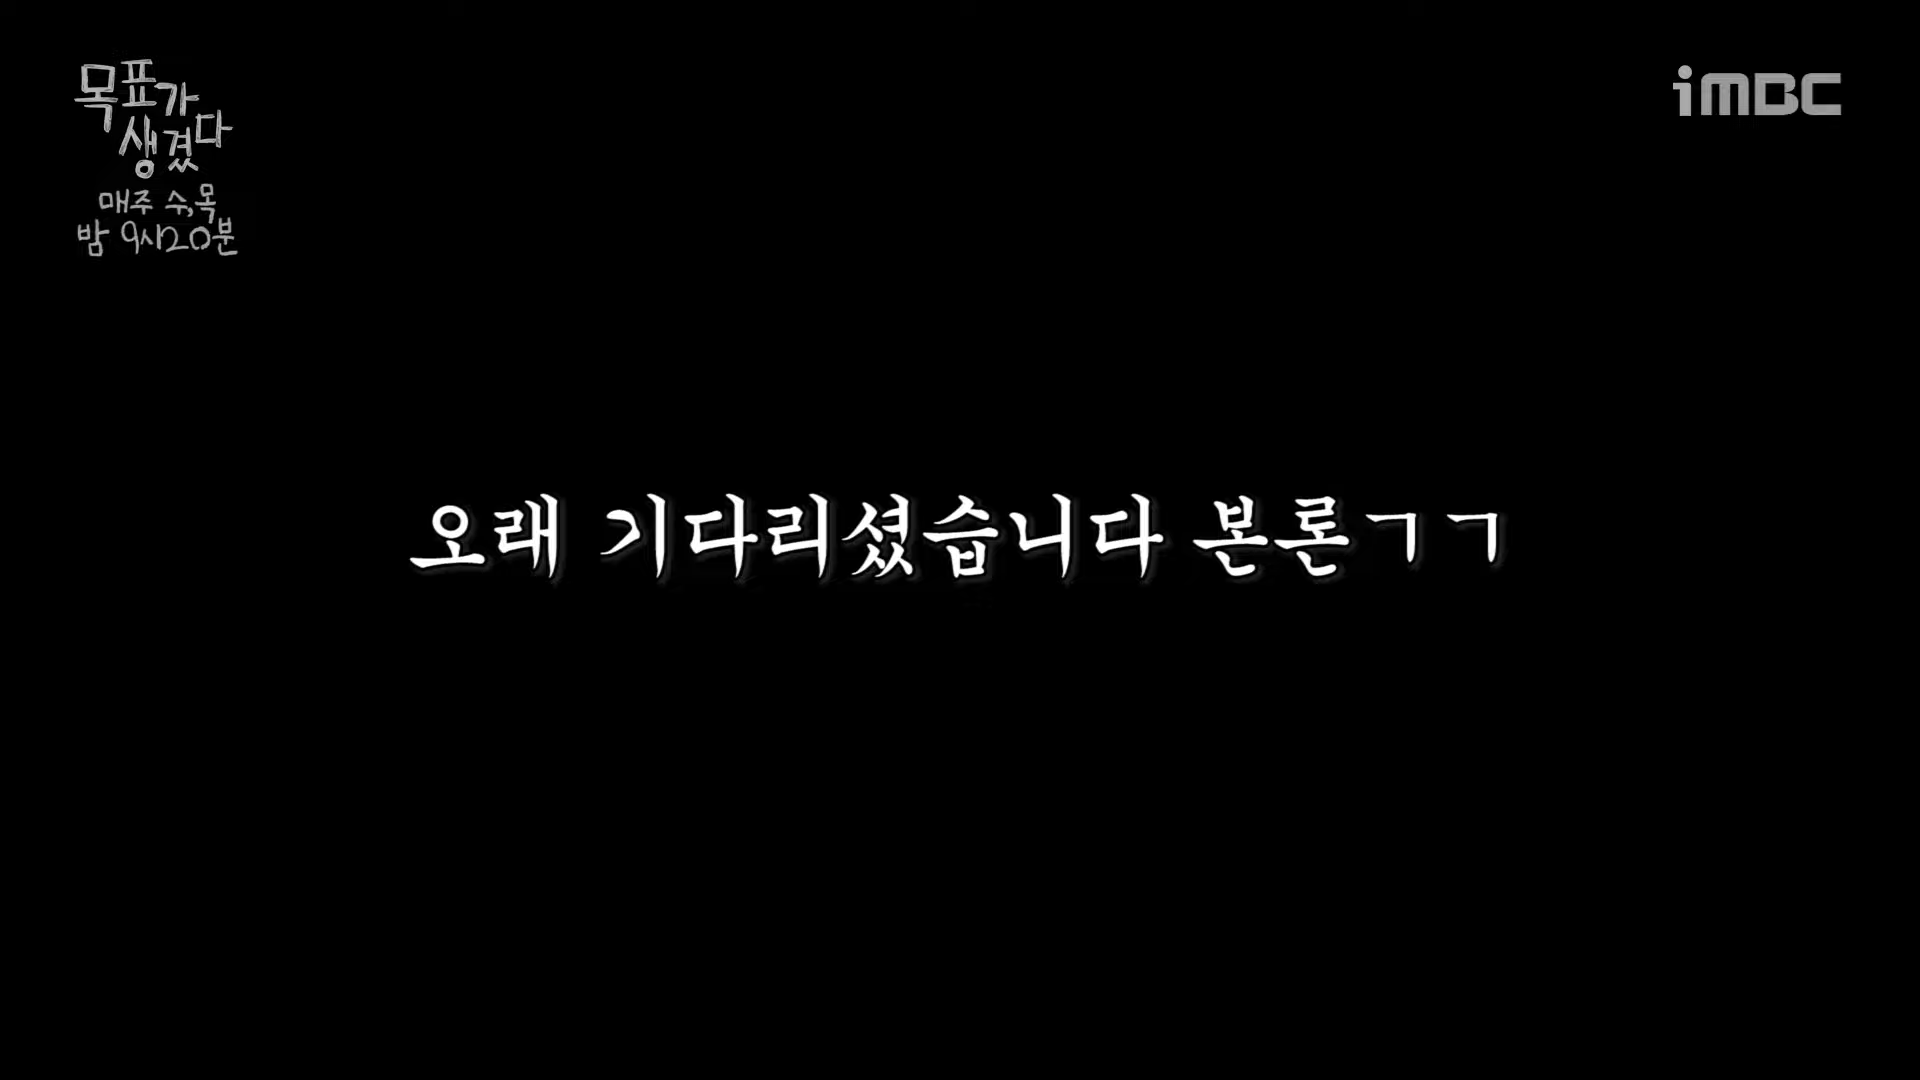 목표가
생겼다
매주 수,목
밤 9시20분
iMBC
오래 기다리셨습니다 본론ㄱㄱ